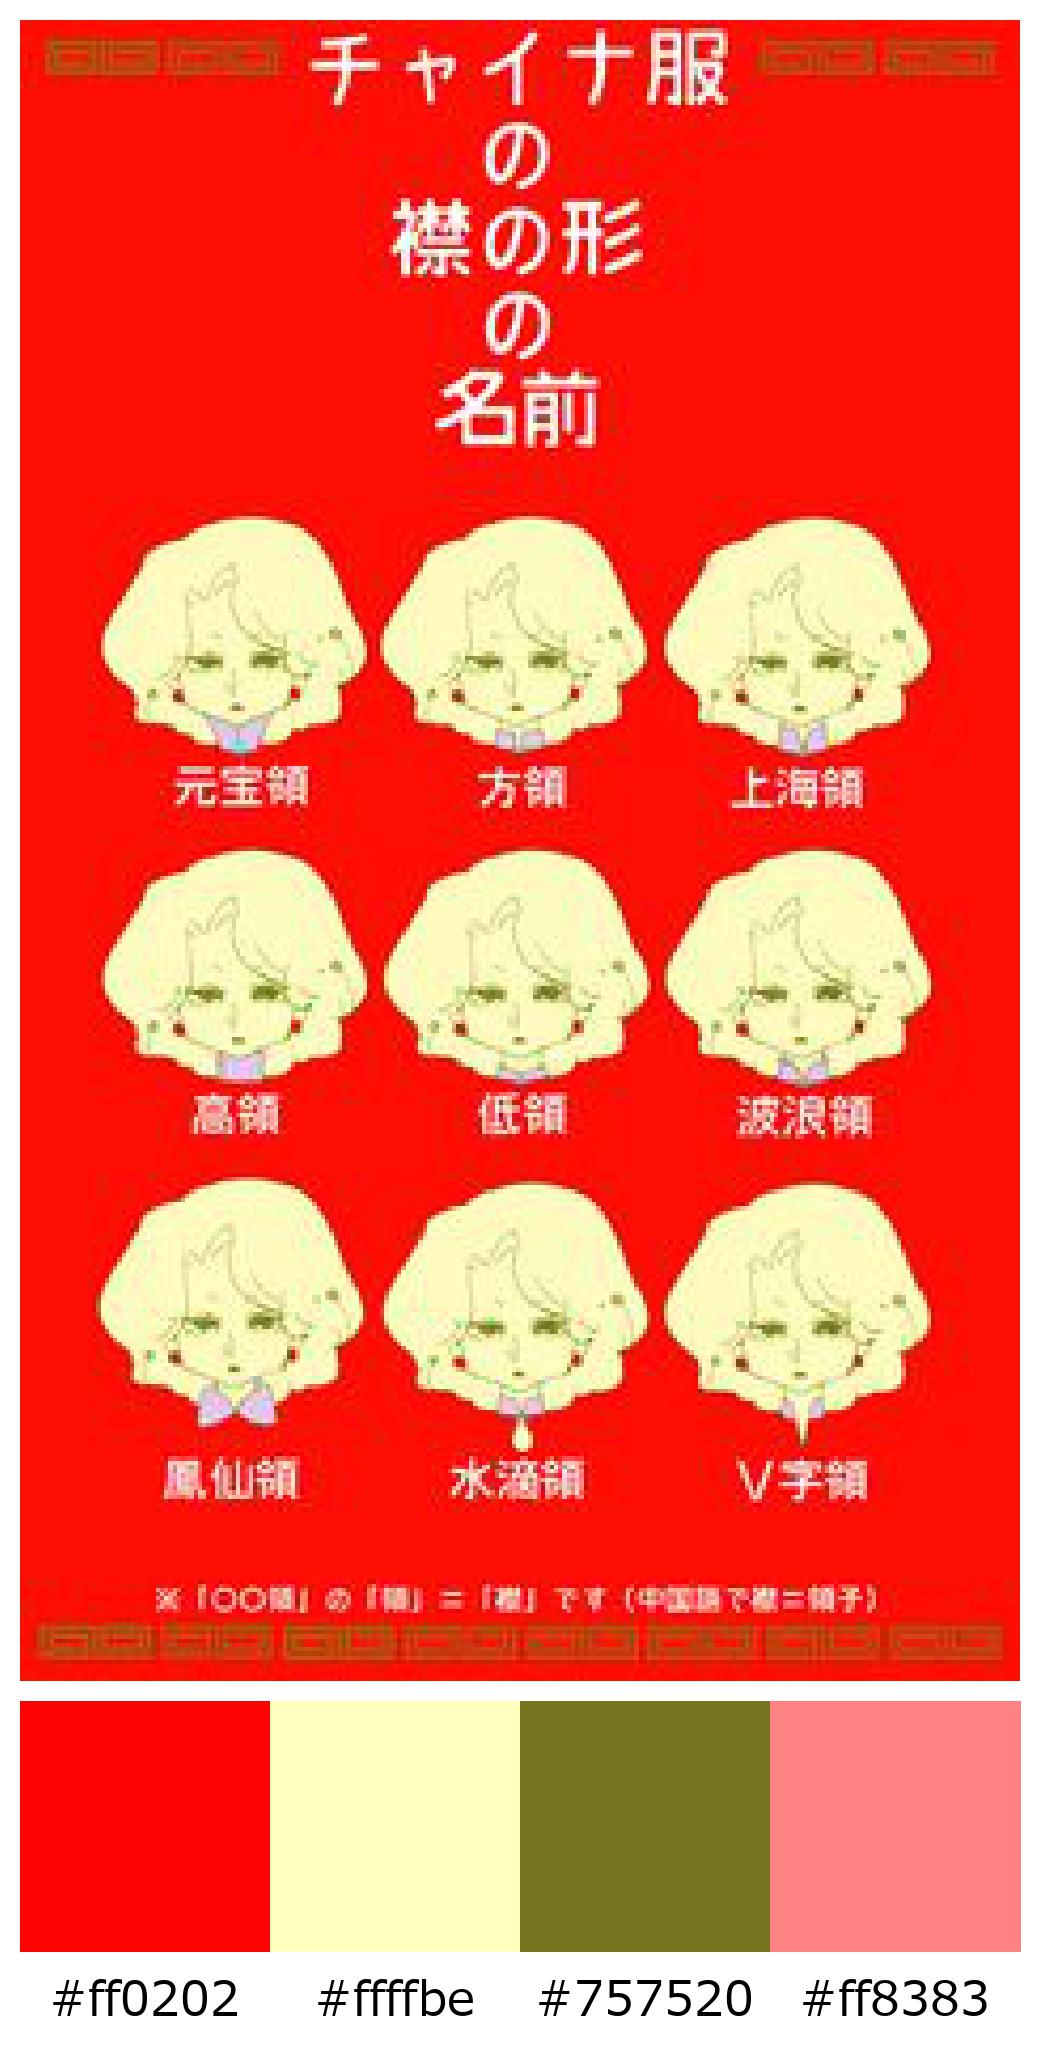 チャイナ服
の
襟の形
の
名前
元宝領 方領 上海領
高領 低領 波浪領
鳳仙領 水滴領 V字領
※「〇〇領」の「領」=「襟」です(中国語で襟=領子)
#ff0202 #ffffbe #757520 #ff8383